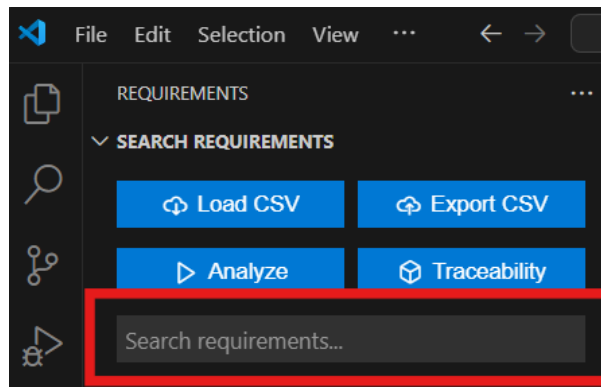 File Edit Selection View ...
REQUIREMENTS ...
SEARCH REQUIREMENTS
Load CSV Export CSV
Analyze Traceability
Search requirements...